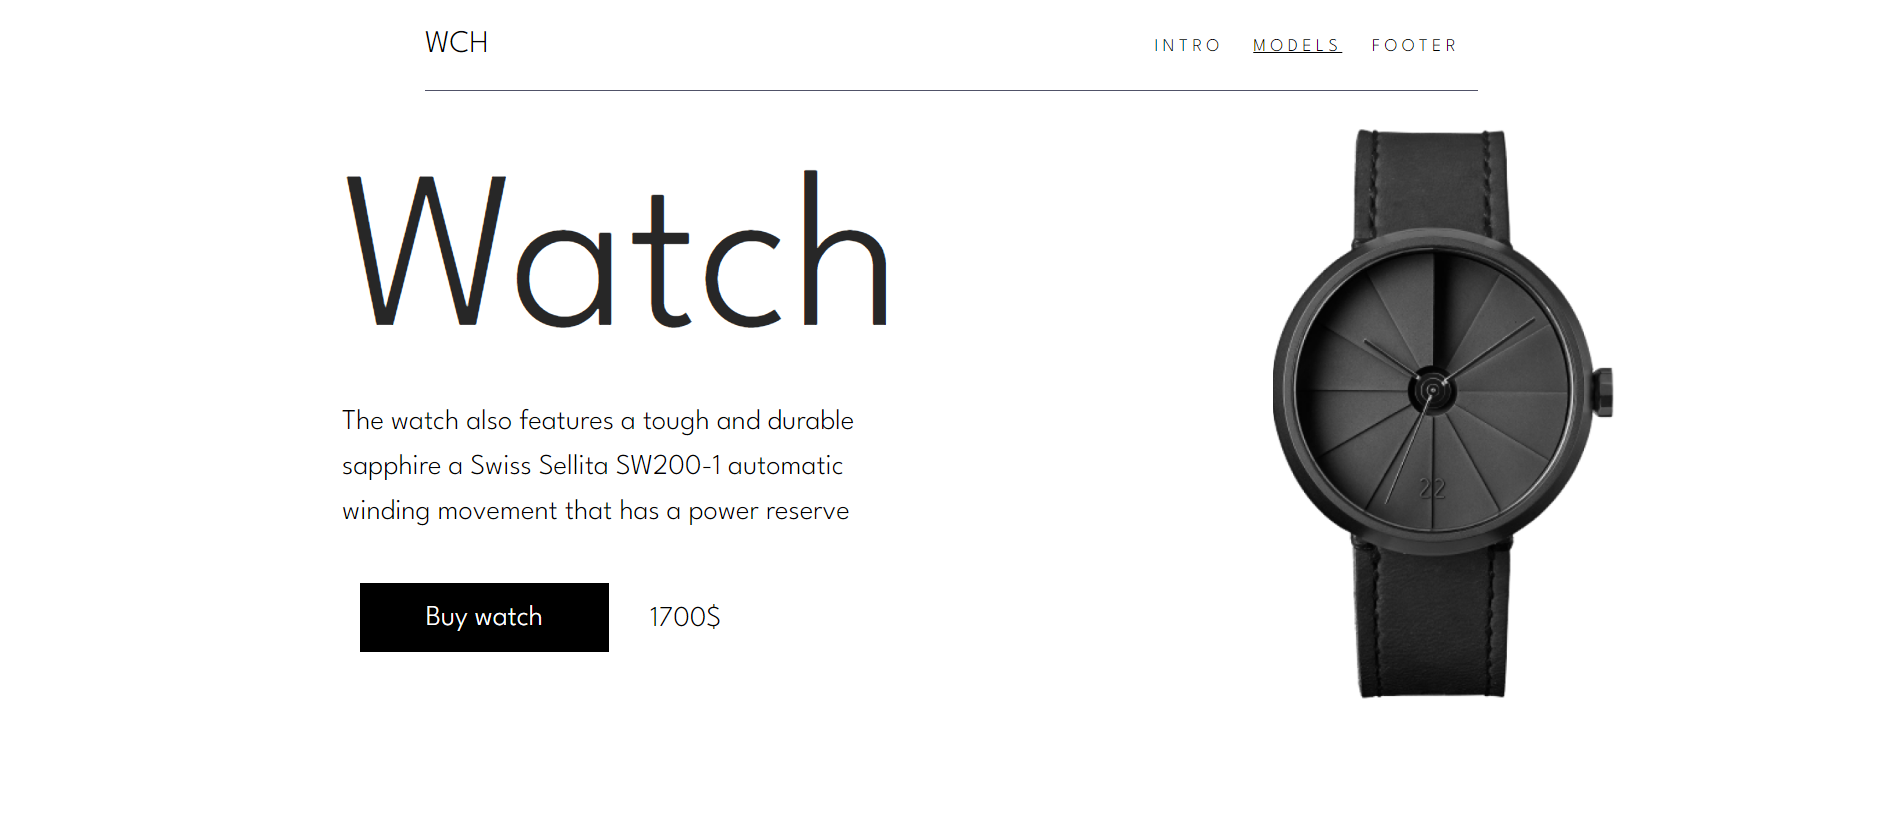 WCH
INTRO MODELS FOOTER
Watch
The watch also features a tough and durable
sapphire a Swiss Sellita SW200-1 automatic
winding movement that has a power reserve
Buy watch 1700$
22